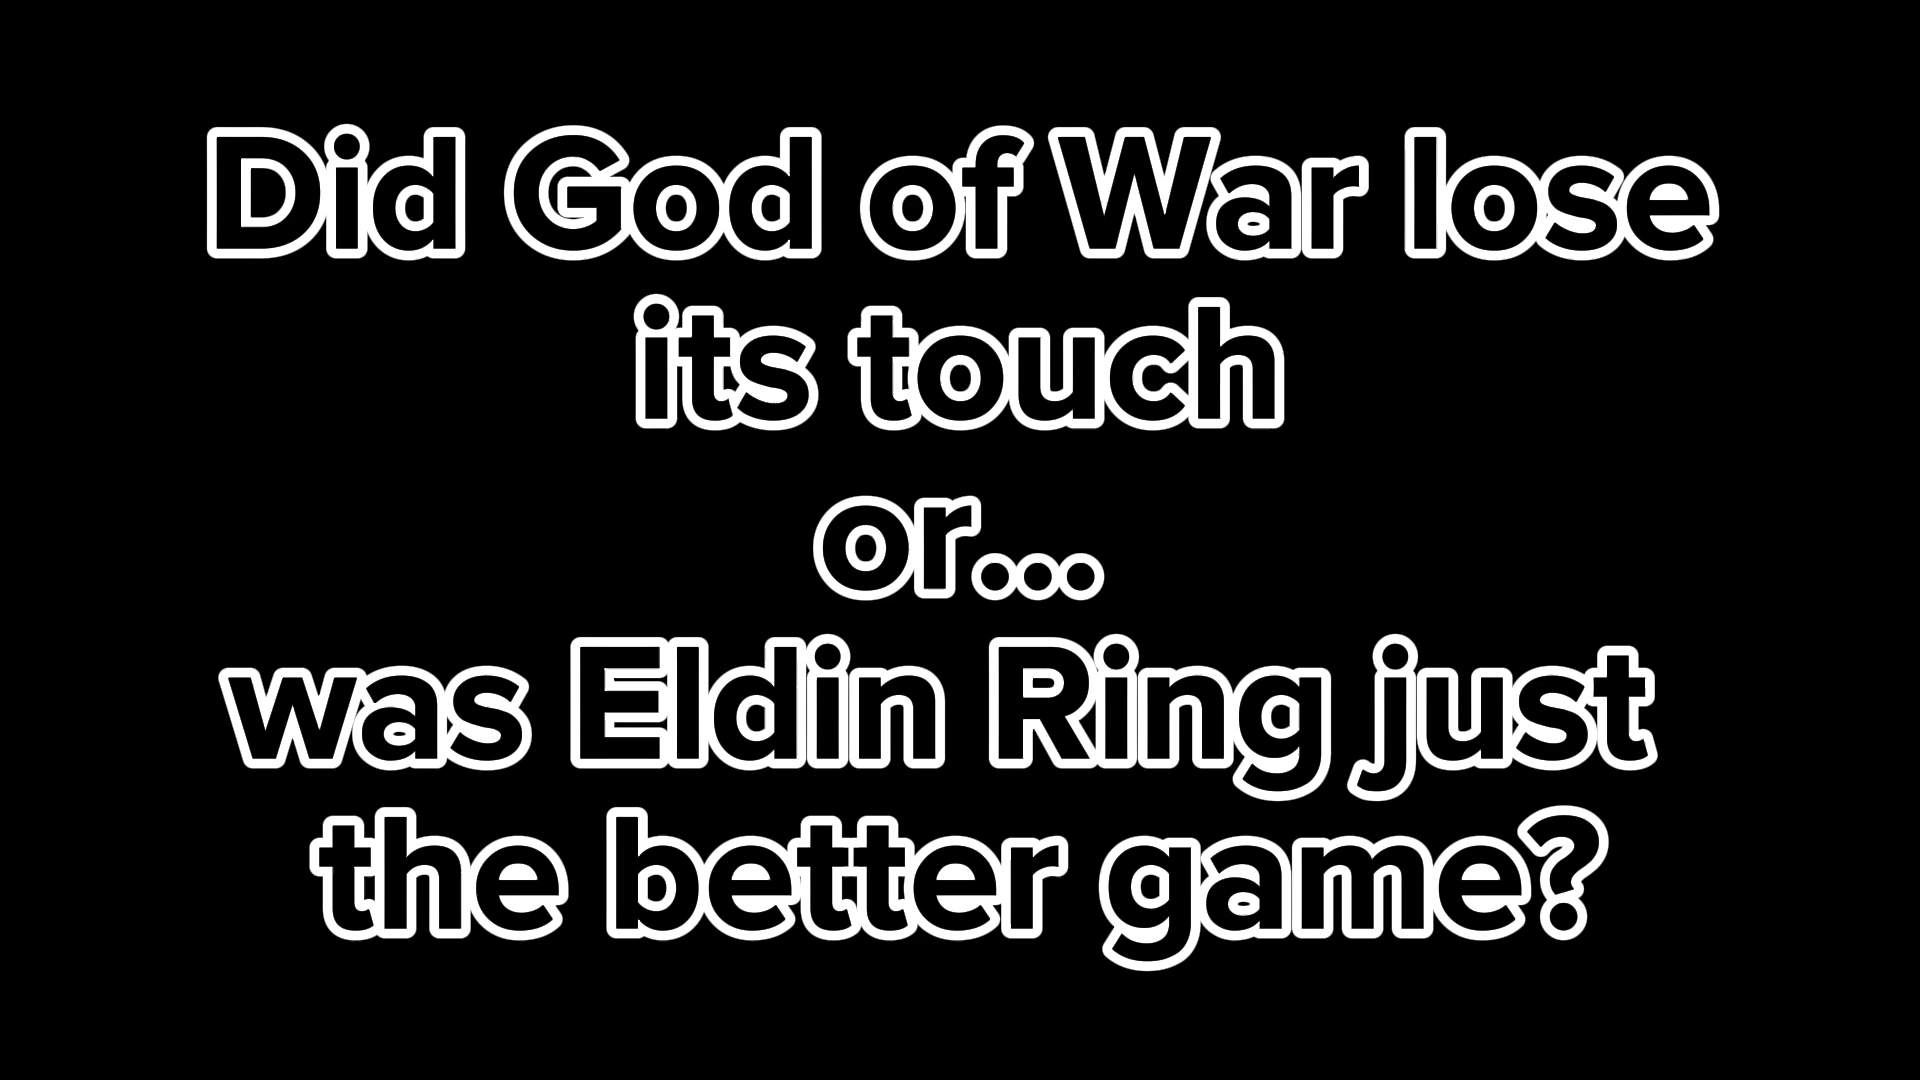 Did God of War lose
its touch
or...
was Eldin Ring just
the better game?